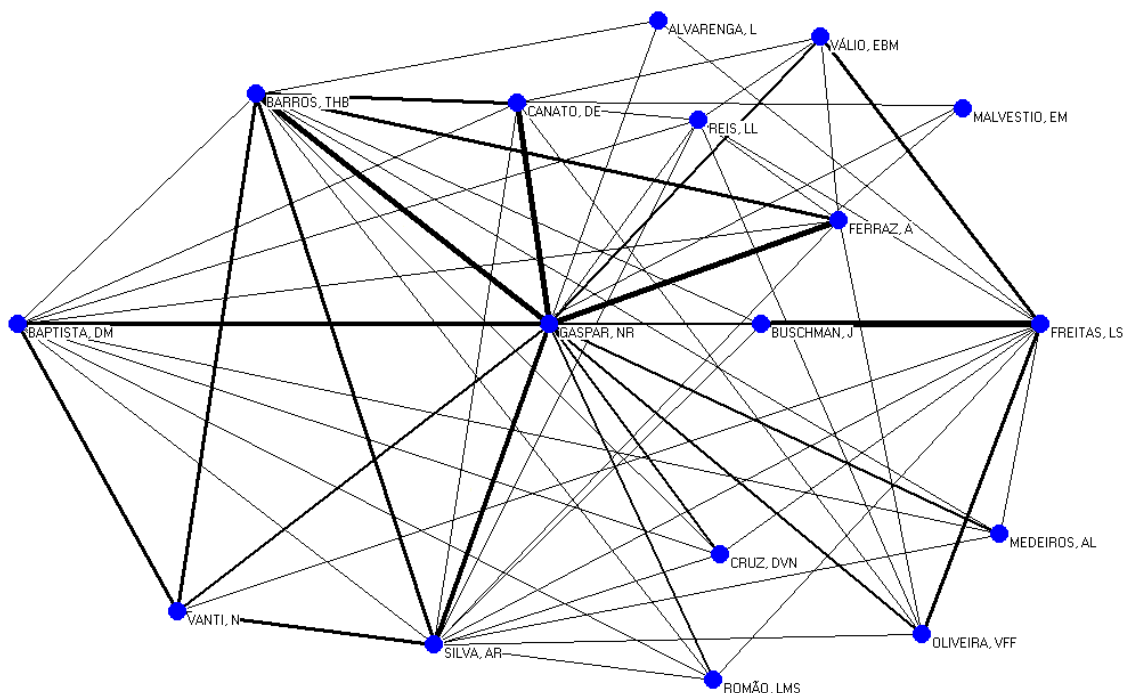 ALVARENGA, L
VÁLIO, EBM
BARROS, THB
CANATO, DE
MALVESTIO, EM
REIS, LL
FERRAZ, A
BAPTISTA, DM
GASPAR, NR
BUSCHMAN, J
FREITAS, LS
MEDEIROS, AL
CRUZ, DVN
VANTI, N
SILVA, AR
OLIVEIRA, VFF
ROMÃO, LMS